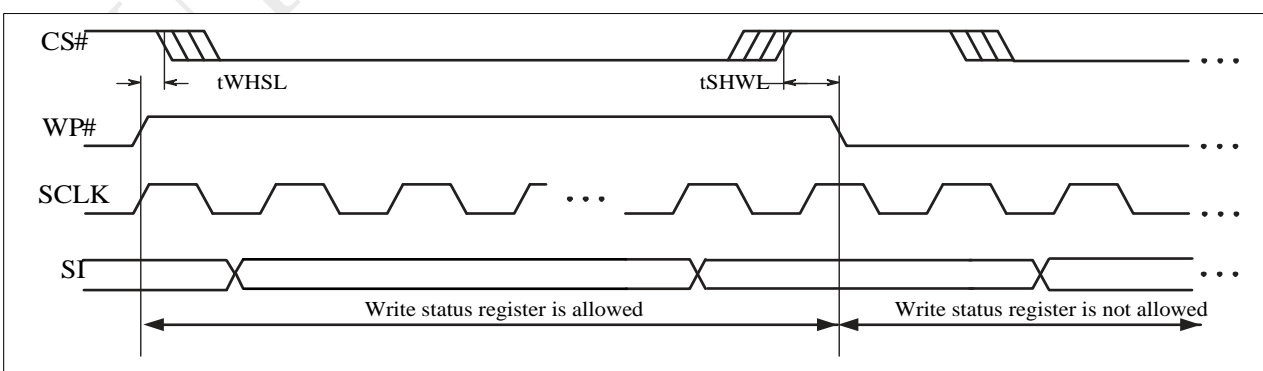 CS#
tWHSL
tSHWL
WP#
SCLK
SI
Write status register is allowed
Write status register is not allowed